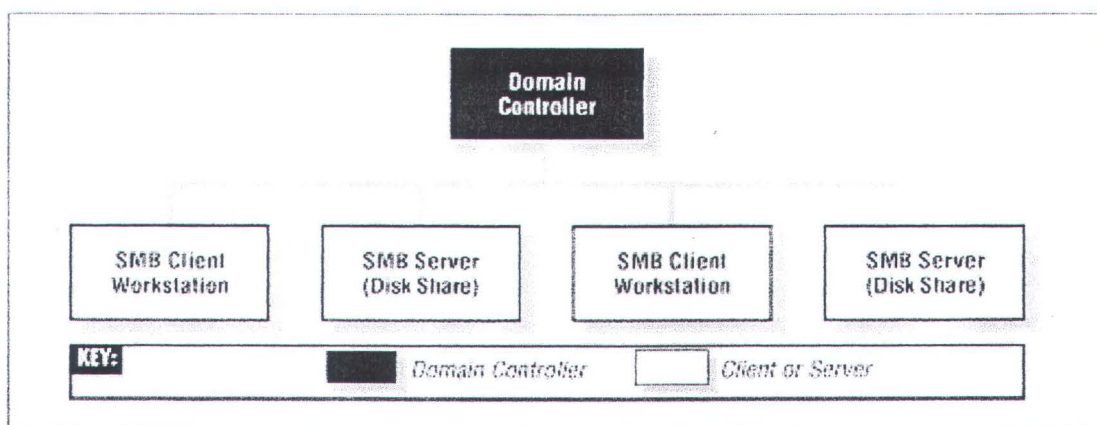 Domain
Controller
SMB Client
Workstation
SMB Server
(Disk Share)
SMB Client
Workstation
SMB Server
(Disk Share)
KEY:
Domain Controller
Client or Server